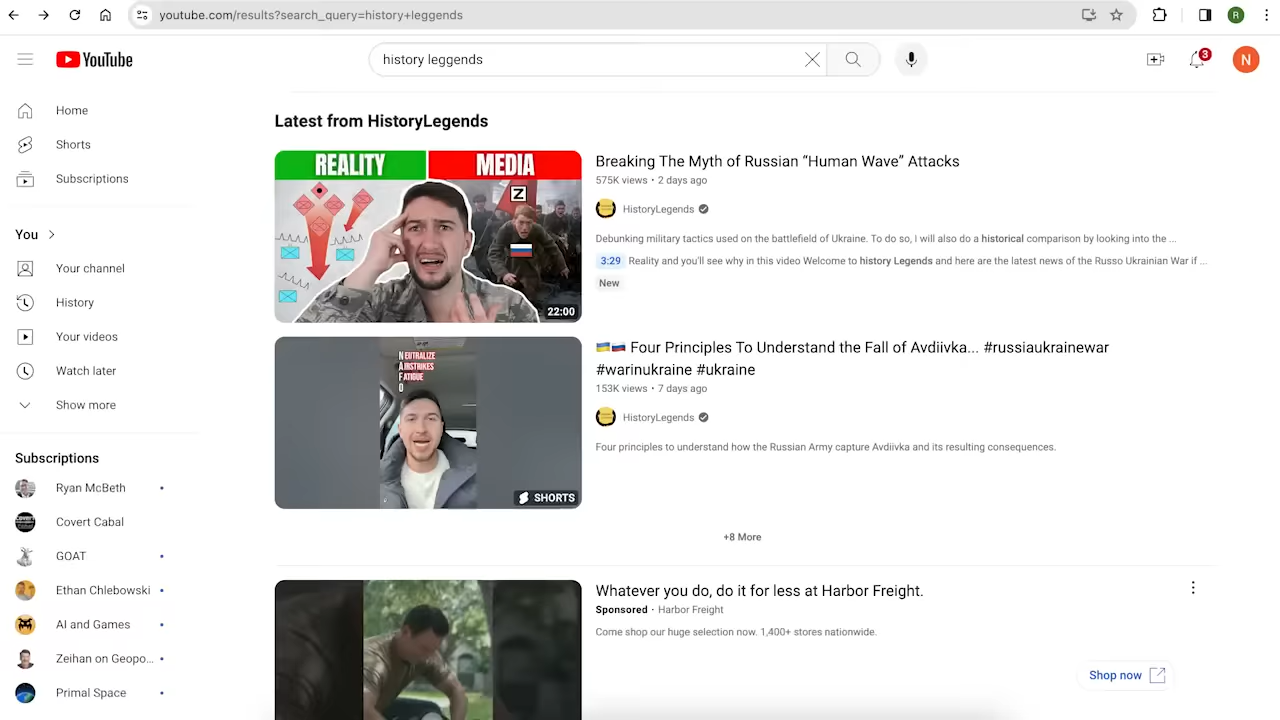 youtube.com/results?search_query=history+leggends
R
YouTube
history leggends
3
N
Home
Shorts
Subscriptions
You
Your channel
History
Your videos
Watch later
Show more
Subscriptions
Ryan McBeth
Covert Cabal
GOAT
Ethan Chlebowski
AI and Games
Zeihan on Geopo...
Primal Space
Latest from HistoryLegends
REALITY
MEDIA
Z
22:00
Breaking The Myth of Russian “Human Wave” Attacks
575K views • 2 days ago
HistoryLegends
Debunking military tactics used on the battlefield of Ukraine. To do so, I will also do a historical comparison by looking into the ...
3:29 Reality and you'll see why in this video Welcome to history Legends and here are the latest news of the Russo Ukrainian War if ...
New
NEUTRALIZE
AIRSTRIKES
FATIGUE
O
SHORTS
🇺🇦🇷🇺 Four Principles To Understand the Fall of Avdiivka... #russiaukrainewar
#warinukraine #ukraine
153K views • 7 days ago
HistoryLegends
Four principles to understand how the Russian Army capture Avdiivka and its resulting consequences.
+8 More
Whatever you do, do it for less at Harbor Freight.
Sponsored · Harbor Freight
Come shop our huge selection now. 1,400+ stores nationwide.
Shop now